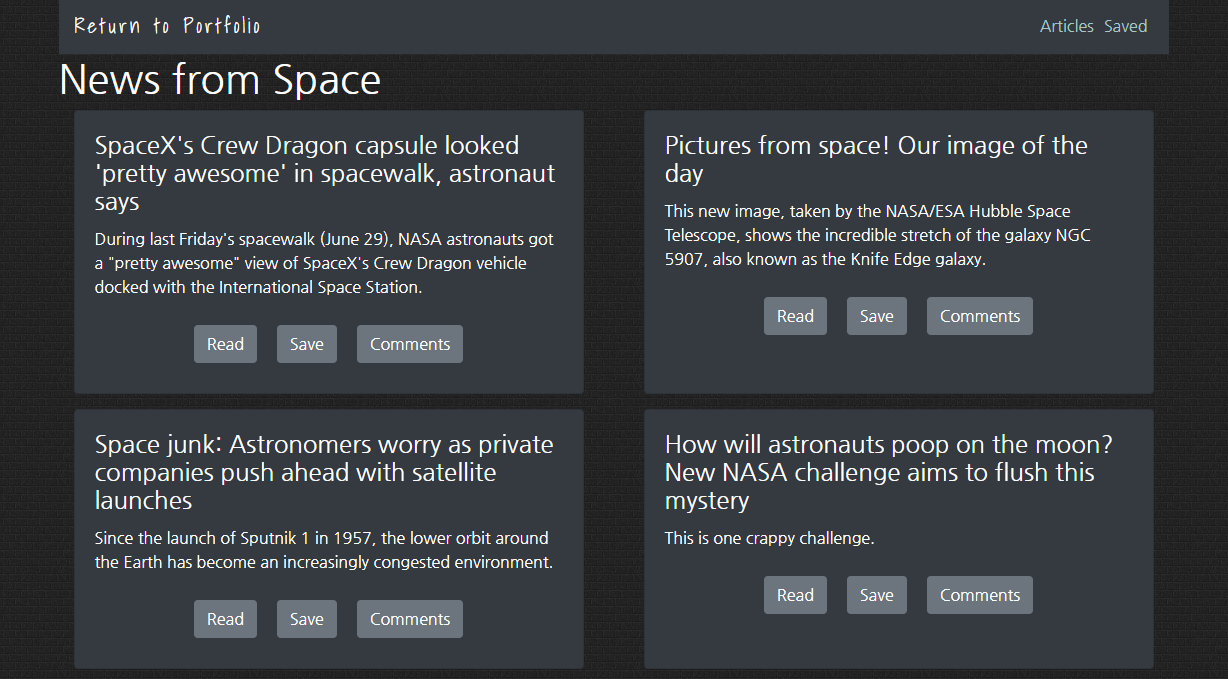 Return to Portfolio
Articles Saved
News from Space
SpaceX's Crew Dragon capsule looked
'pretty awesome' in spacewalk, astronaut
says
During last Friday's spacewalk (June 29), NASA astronauts got
a "pretty awesome" view of SpaceX's Crew Dragon vehicle
docked with the International Space Station.
Read Save Comments
Pictures from space! Our image of the
day
This new image, taken by the NASA/ESA Hubble Space
Telescope, shows the incredible stretch of the galaxy NGC
5907, also known as the Knife Edge galaxy.
Read Save Comments
Space junk: Astronomers worry as private
companies push ahead with satellite
launches
Since the launch of Sputnik 1 in 1957, the lower orbit around
the Earth has become an increasingly congested environment.
Read Save Comments
How will astronauts poop on the moon?
New NASA challenge aims to flush this
mystery
This is one crappy challenge.
Read Save Comments